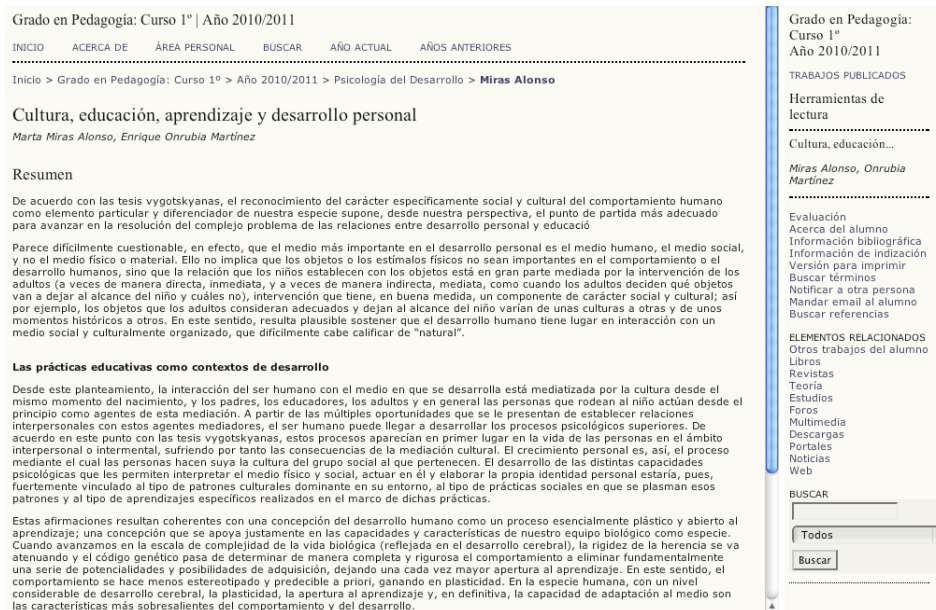 Grado en Pedagogía: Curso 1º | Año 2010/2011
INICIO ACERCA DE ÁREA PERSONAL BUSCAR AÑO ACTUAL AÑOS ANTERIORES
Inicio > Grado en Pedagogía: Curso 1º > Año 2010/2011 > Psicología del Desarrollo > Miras Alonso
Cultura, educación, aprendizaje y desarrollo personal
Marta Miras Alonso, Enrique Onrubia Martínez
Resumen
De acuerdo con las tesis vygotskyanas, el reconocimiento del carácter específicamente social y cultural del comportamiento humano
como elemento particular y diferenciador de nuestra especie supone, desde nuestra perspectiva, el punto de partida más adecuado
para avanzar en la resolución del complejo problema de las relaciones entre desarrollo personal y educació
Parece difícilmente cuestionable, en efecto, que el medio más importante en el desarrollo personal es el medio humano, el medio social,
y no el medio físico o material. Ello no implica que los objetos o los estímalos físicos no sean importantes en el comportamiento o el
desarrollo humanos, sino que la relación que los niños establecen con los objetos está en gran parte mediada por la intervención de los
adultos (a veces de manera directa, inmediata, y a veces de manera indirecta, mediata, como cuando los adultos deciden qué objetos
van a dejar al alcance del niño y cuáles no), intervención que tiene, en buena medida, un componente de carácter social y cultural; así
por ejemplo, los objetos que los adultos consideran adecuados y dejan al alcance del niño varían de unas culturas a otras y de unos
momentos históricos a otros. En este sentido, resulta plausible sostener que el desarrollo humano tiene lugar en interacción con un
medio social y culturalmente organizado, que difícilmente cabe calificar de “natural”.
Las prácticas educativas como contextos de desarrollo
Desde este planteamiento, la interacción del ser humano con el medio en que se desarrolla está mediatizada por la cultura desde el
mismo momento del nacimiento, y los padres, los educadores, los adultos y en general las personas que rodean al niño actúan desde el
principio como agentes de esta mediación. A partir de las múltiples oportunidades que se le presentan de establecer relaciones
interpersonales con estos agentes mediadores, el ser humano puede llegar a desarrollar los procesos psicológicos superiores. De
acuerdo en este punto con las tesis vygotskyanas, estos procesos aparecían en primer lugar en la vida de las personas en el ámbito
interpersonal o intermental, sufriendo por tanto las consecuencias de la mediación cultural. El crecimiento personal es, así, el proceso
mediante el cual las personas hacen suya la cultura del grupo social al que pertenecen. El desarrollo de las distintas capacidades
psicológicas que les permiten interpretar el medio físico y social, actuar en él y elaborar la propia identidad personal estaría, pues,
fuertemente vinculado al tipo de patrones culturales dominante en su entorno, al tipo de prácticas sociales en que se plasman esos
patrones y al tipo de aprendizajes específicos realizados en el marco de dichas prácticas.
Estas afirmaciones resultan coherentes con una concepción del desarrollo humano como un proceso esencialmente plástico y abierto al
aprendizaje; una concepción que se apoya justamente en las capacidades y características de nuestro equipo biológico como especie.
Cuando avanzamos en la escala de complejidad de la vida biológica (reflejada en el desarrollo cerebral), la rigidez de la herencia se va
atenuando y el código genético pasa de determinar de manera completa y rigurosa el comportamiento a eliminar fundamentalmente
una serie de potencialidades y posibilidades de adquisición, dejando una cada vez mayor apertura al aprendizaje. En este sentido, el
comportamiento se hace menos estereotipado y predecible a priori, ganando en plasticidad. En la especie humana, con un nivel
considerable de desarrollo cerebral, la plasticidad, la apertura al aprendizaje y, en definitiva, la capacidad de adaptación al medio son
las características más sobresalientes del comportamiento y del desarrollo.
Grado en Pedagogía:
Curso 1º
Año 2010/2011
TRABAJOS PUBLICADOS
Herramientas de
lectura
Cultura, educación...
Miras Alonso, Onrubia
Martínez
Evaluación
Acerca del alumno
Información bibliográfica
Información de indización
Versión para imprimir
Buscar términos
Notificar a otra persona
Mandar email al alumno
Buscar referencias
ELEMENTOS RELACIONADOS
Otros trabajos del alumno
Libros
Revistas
Teoría
Estudios
Foros
Multimedia
Descargas
Portales
Noticias
Web
BUSCAR
Todos
Buscar